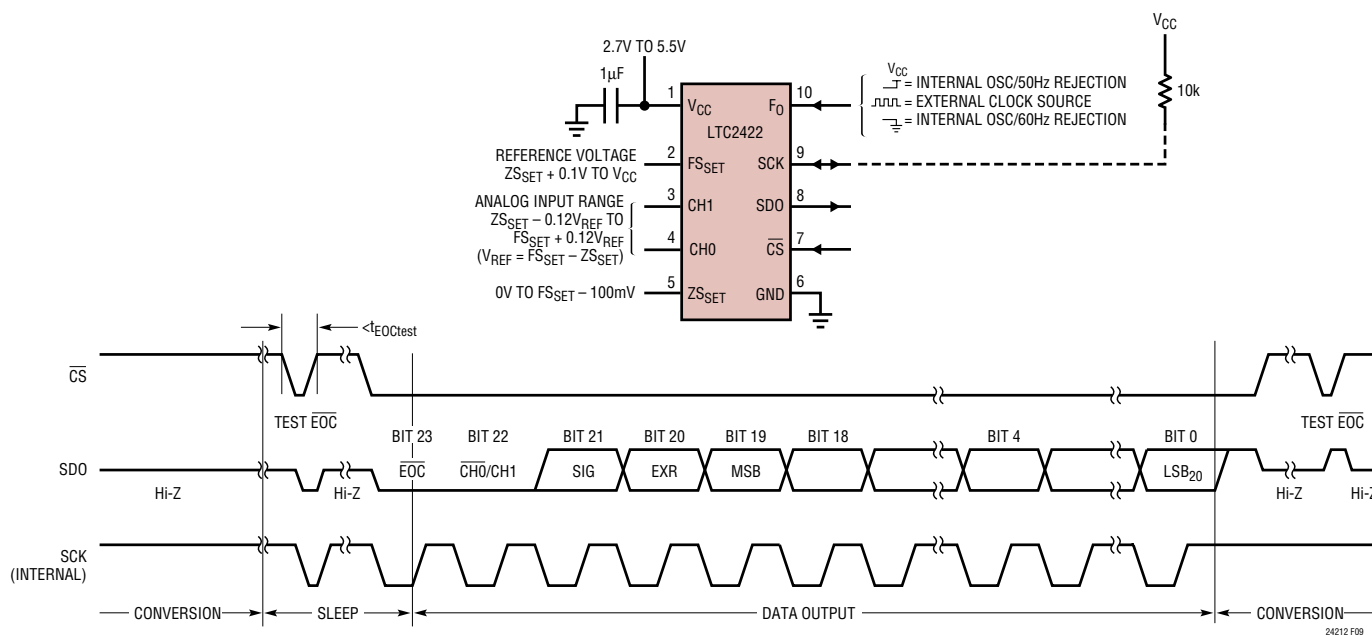 2.7V TO 5.5V
1µF
VCC
10k
1
VCC
LTC2422
FO
10
VCC
= INTERNAL OSC/50Hz REJECTION
= EXTERNAL CLOCK SOURCE
= INTERNAL OSC/60Hz REJECTION
REFERENCE VOLTAGE
ZSSET + 0.1V TO VCC
2
FSSET
SCK
9
ANALOG INPUT RANGE
ZSSET – 0.12VREF TO
FSSET + 0.12VREF
(VREF = FSSET – ZSSET)
3
CH1
SDO
8
4
CH0
CS
7
0V TO FSSET – 100mV
5
ZSSET
GND
6
<tEOCtest
CS
TEST EOC
TEST EOC
BIT 23
BIT 22
BIT 21
BIT 20
BIT 19
BIT 18
BIT 4
BIT 0
SDO
EOC
CH0/CH1
SIG
EXR
MSB
LSB20
Hi-Z
Hi-Z
Hi-Z
Hi-Z
SCK
(INTERNAL)
CONVERSION
SLEEP
DATA OUTPUT
CONVERSION
24212 F09